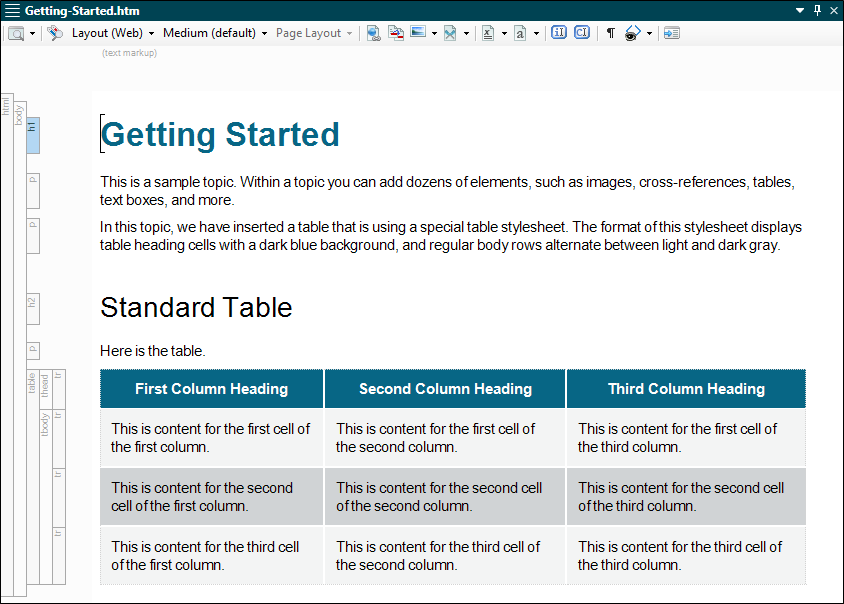 Getting-Started.htm
Layout (Web) Medium (default) Page Layout
(text markup)
html
body
h1
Getting Started
p
This is a sample topic. Within a topic you can add dozens of elements, such as images, cross-references, tables,
text boxes, and more.
p
In this topic, we have inserted a table that is using a special table stylesheet. The format of this stylesheet displays
table heading cells with a dark blue background, and regular body rows alternate between light and dark gray.
h2
Standard Table
p
Here is the table.
table
thead
tr
First Column Heading Second Column Heading Third Column Heading
tbody
tr
This is content for the first cell of This is content for the first cell of This is content for the first cell of
the first column. the second column. the third column.
tr
This is content for the second This is content for the second cell This is content for the second cell
cell of the first column. of the second column. of the third column.
tr
This is content for the third cell This is content for the third cell of This is content for the third cell of
of the first column. the second column. the third column.